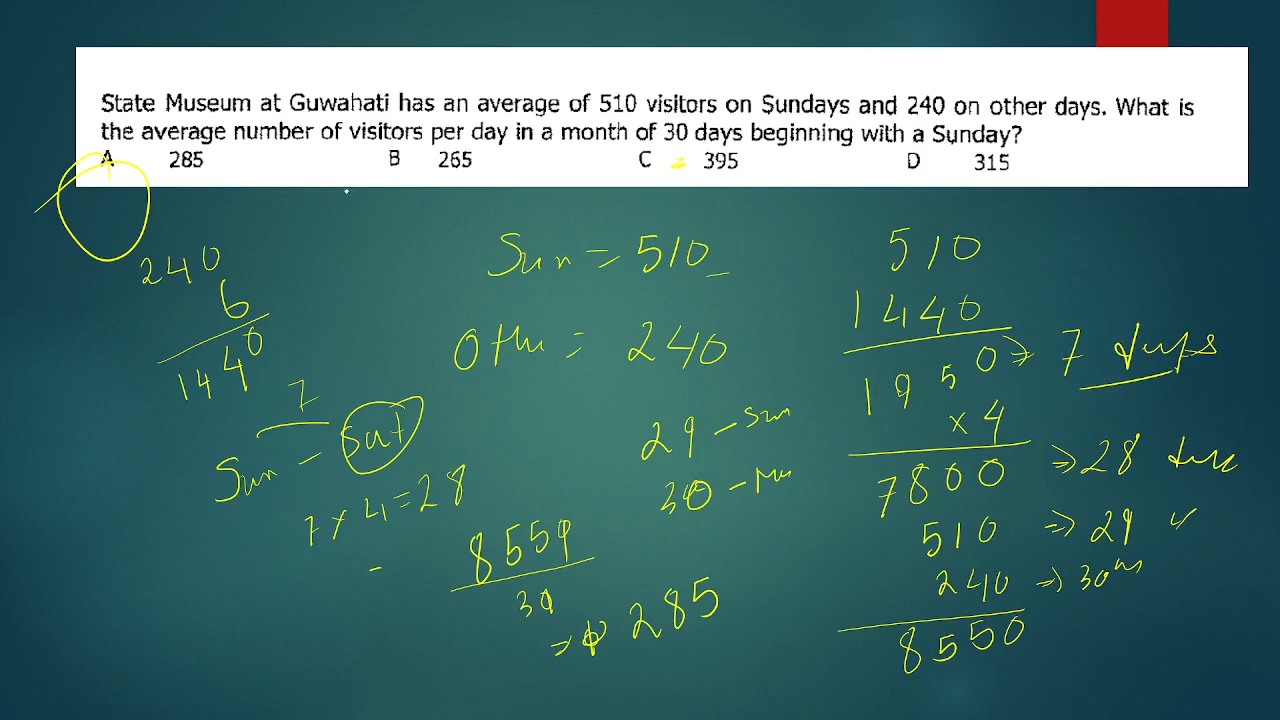 State Museum at Guwahati has an average of 510 visitors on Sundays and 240 on other days. What is
the average number of visitors per day in a month of 30 days beginning with a Sunday?
A 285 B 265 C 395 D 315
240
6
1440
7
Sun - Sat
7 x 4 = 28
Sun = 510
= 240
29 - Sun
30 -
8550
30
=> 285
510
1440
1950 => 7 days
x 4
7800 => 28
510 => 29
240 => 30
8550